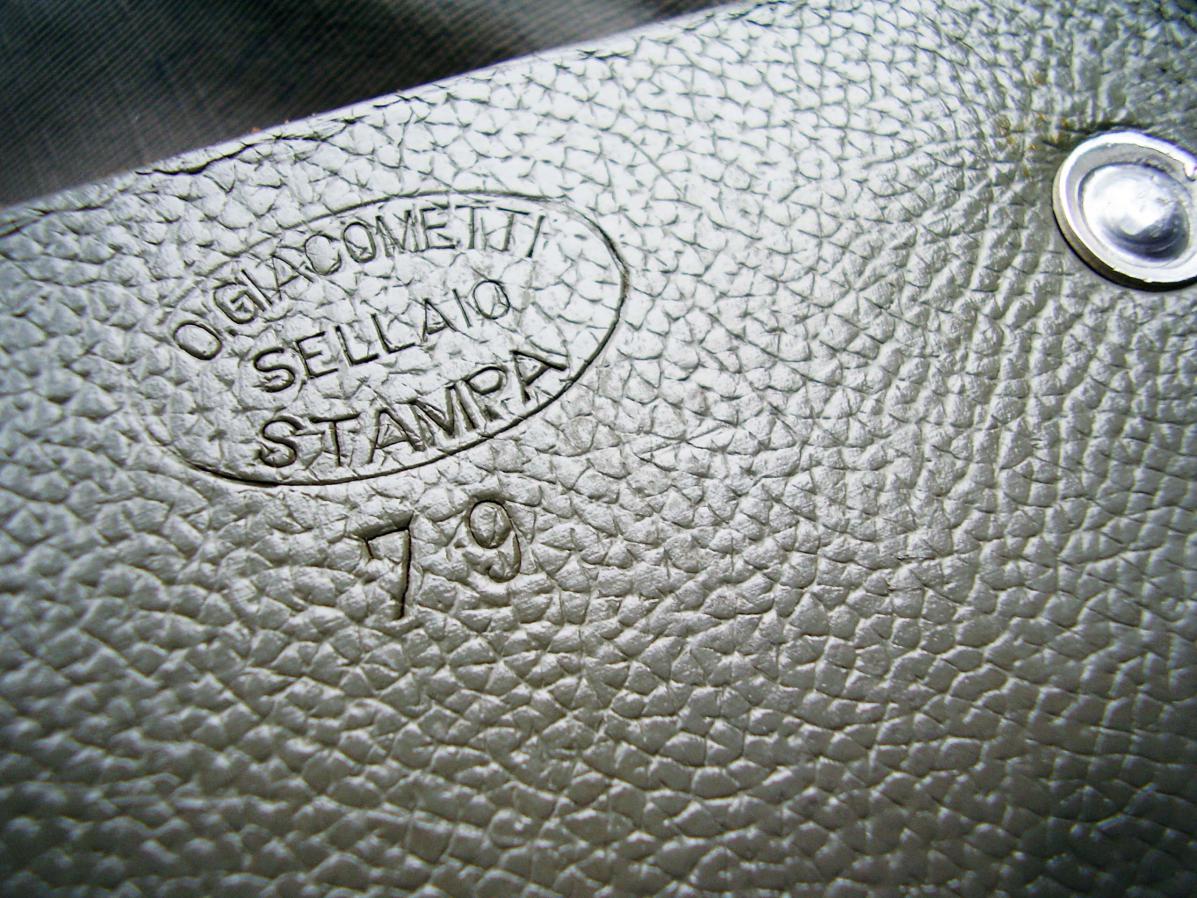 O. GIACOMETTI
SELLAIO
STAMPA
79